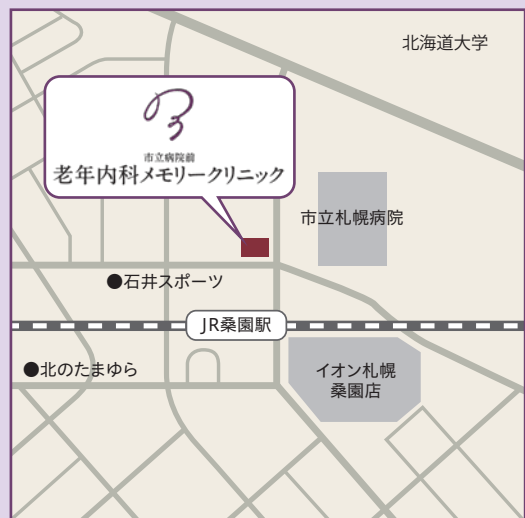 北海道大学
市立病院前
老年内科メモリークリニック
市立札幌病院
●石井スポーツ
JR桑園駅
●北のたまゆら
イオン札幌
桑園店